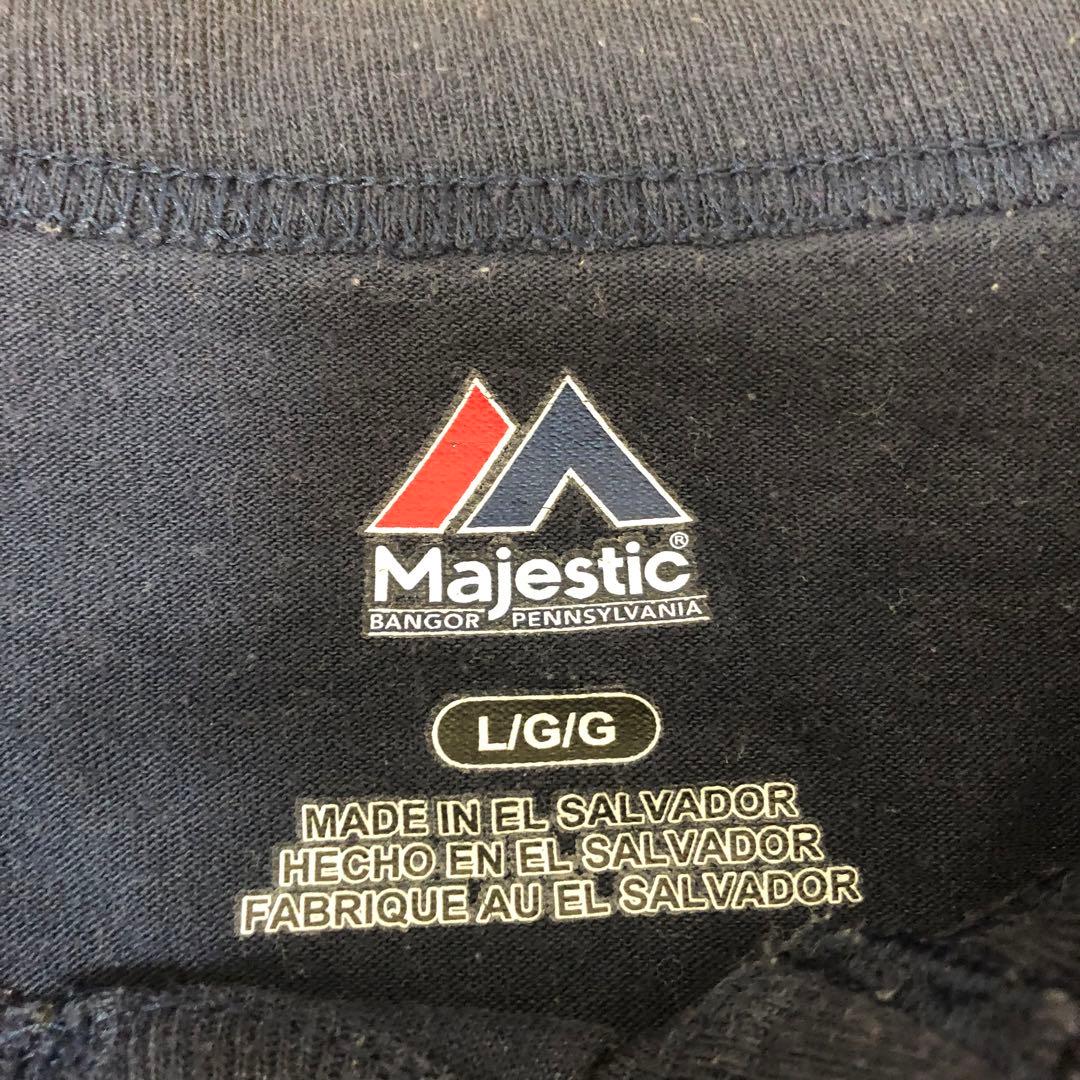 Majestic®
BANGOR PENNSYLVANIA
L/G/G
MADE IN EL SALVADOR
HECHO EN EL SALVADOR
FABRIQUE AU EL SALVADOR